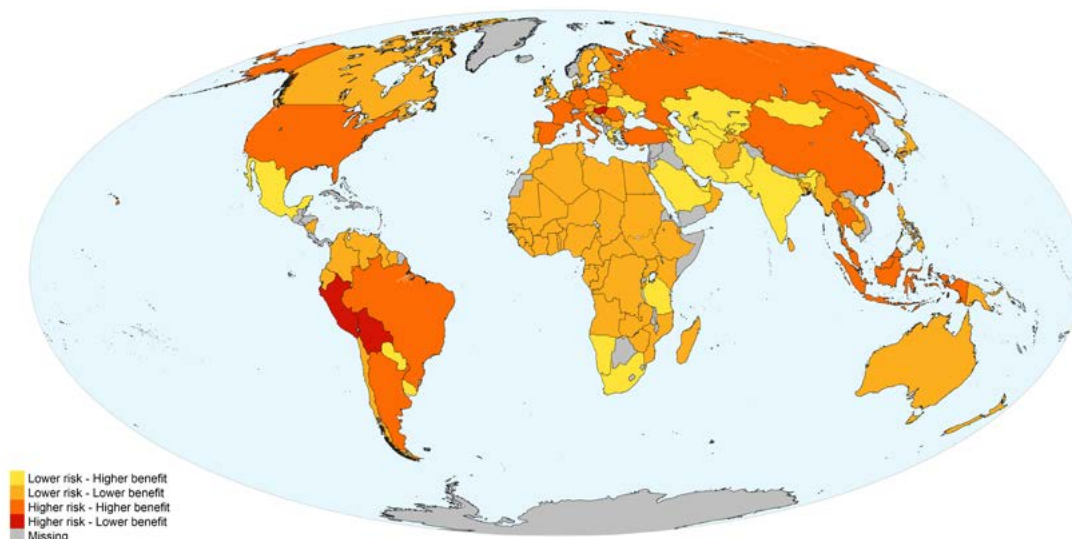 Lower risk - Higher benefit
Lower risk - Lower benefit
Higher risk - Higher benefit
Higher risk - Lower benefit
Missing